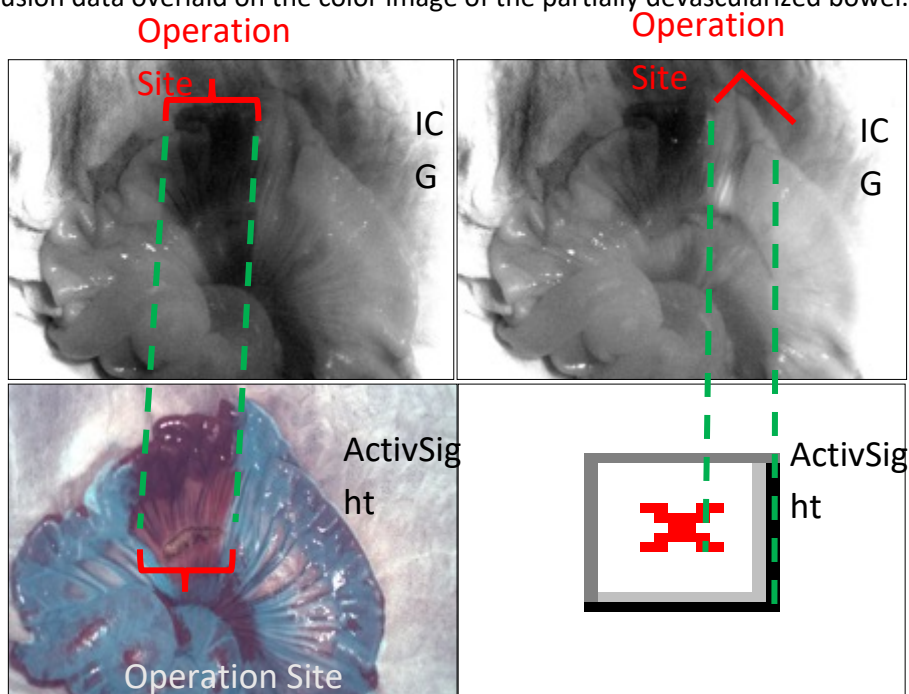 usion data overlaid on the color image of the partially devascularized bowel.
Operation
Site
Operation
Site
IC
G
IC
G
ActivSig
ht
ActivSig
ht
Operation Site